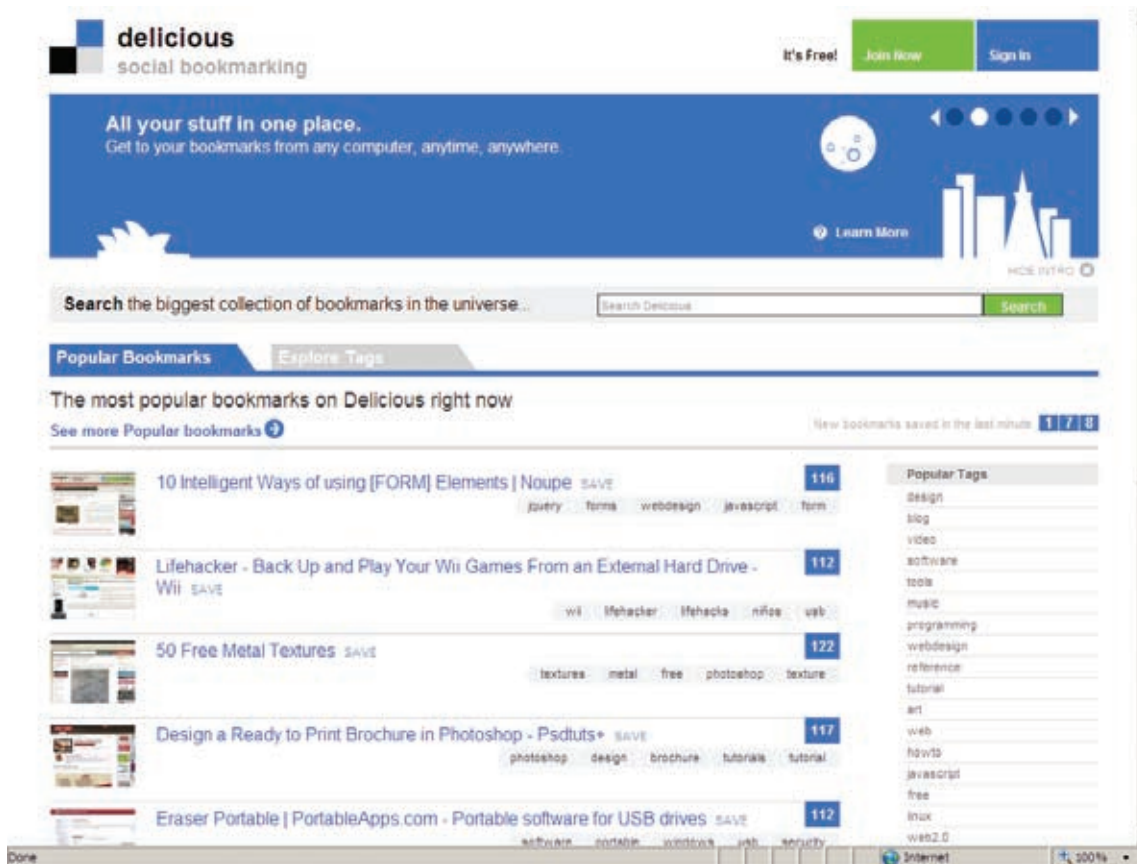 delicious
social bookmarking
It's Free!
Join Now
Sign In
All your stuff in one place.
Get to your bookmarks from any computer, anytime, anywhere.
Learn More
HIDE INTRO
Search the biggest collection of bookmarks in the universe...
Search Delicious
Search
Popular Bookmarks
Explore Tags
The most popular bookmarks on Delicious right now
See more Popular bookmarks
New bookmarks saved in the last minute 1 7 8
10 Intelligent Ways of using [FORM] Elements | Noupe SAVE
116
jquery forms webdesign javascript form
Lifehacker - Back Up and Play Your Wii Games From an External Hard Drive -
Wii SAVE
112
wii lifehacker lifehacks niños usb
50 Free Metal Textures SAVE
122
textures metal free photoshop texture
Design a Ready to Print Brochure in Photoshop - Psdtuts+ SAVE
117
photoshop design brochure tutorials tutorial
Eraser Portable | PortableApps.com - Portable software for USB drives SAVE
112
software portable windows usb security
Popular Tags
design
blog
video
software
tools
music
programming
webdesign
reference
tutorial
art
web
howto
javascript
free
linux
web2.0
Done
Internet
100%